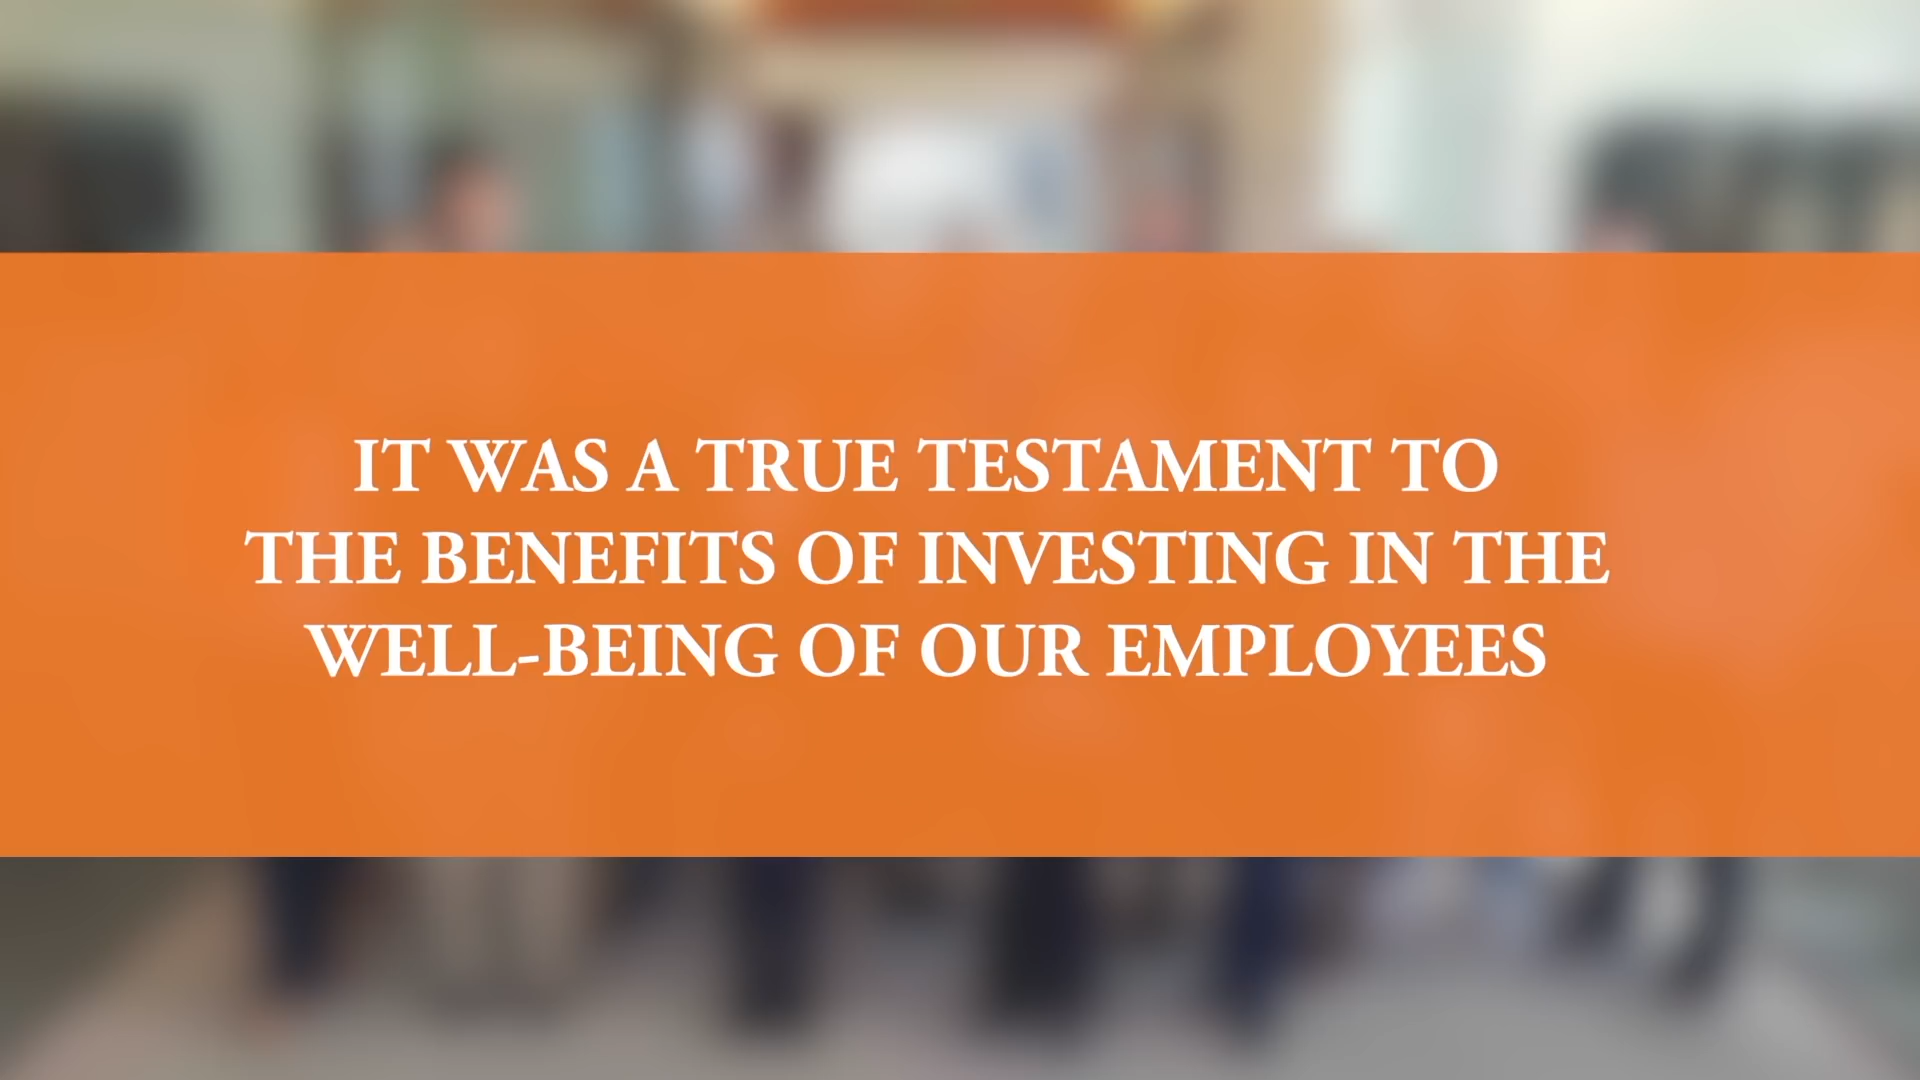 IT WAS A TRUE TESTAMENT TO
THE BENEFITS OF INVESTING IN THE
WELL-BEING OF OUR EMPLOYEES